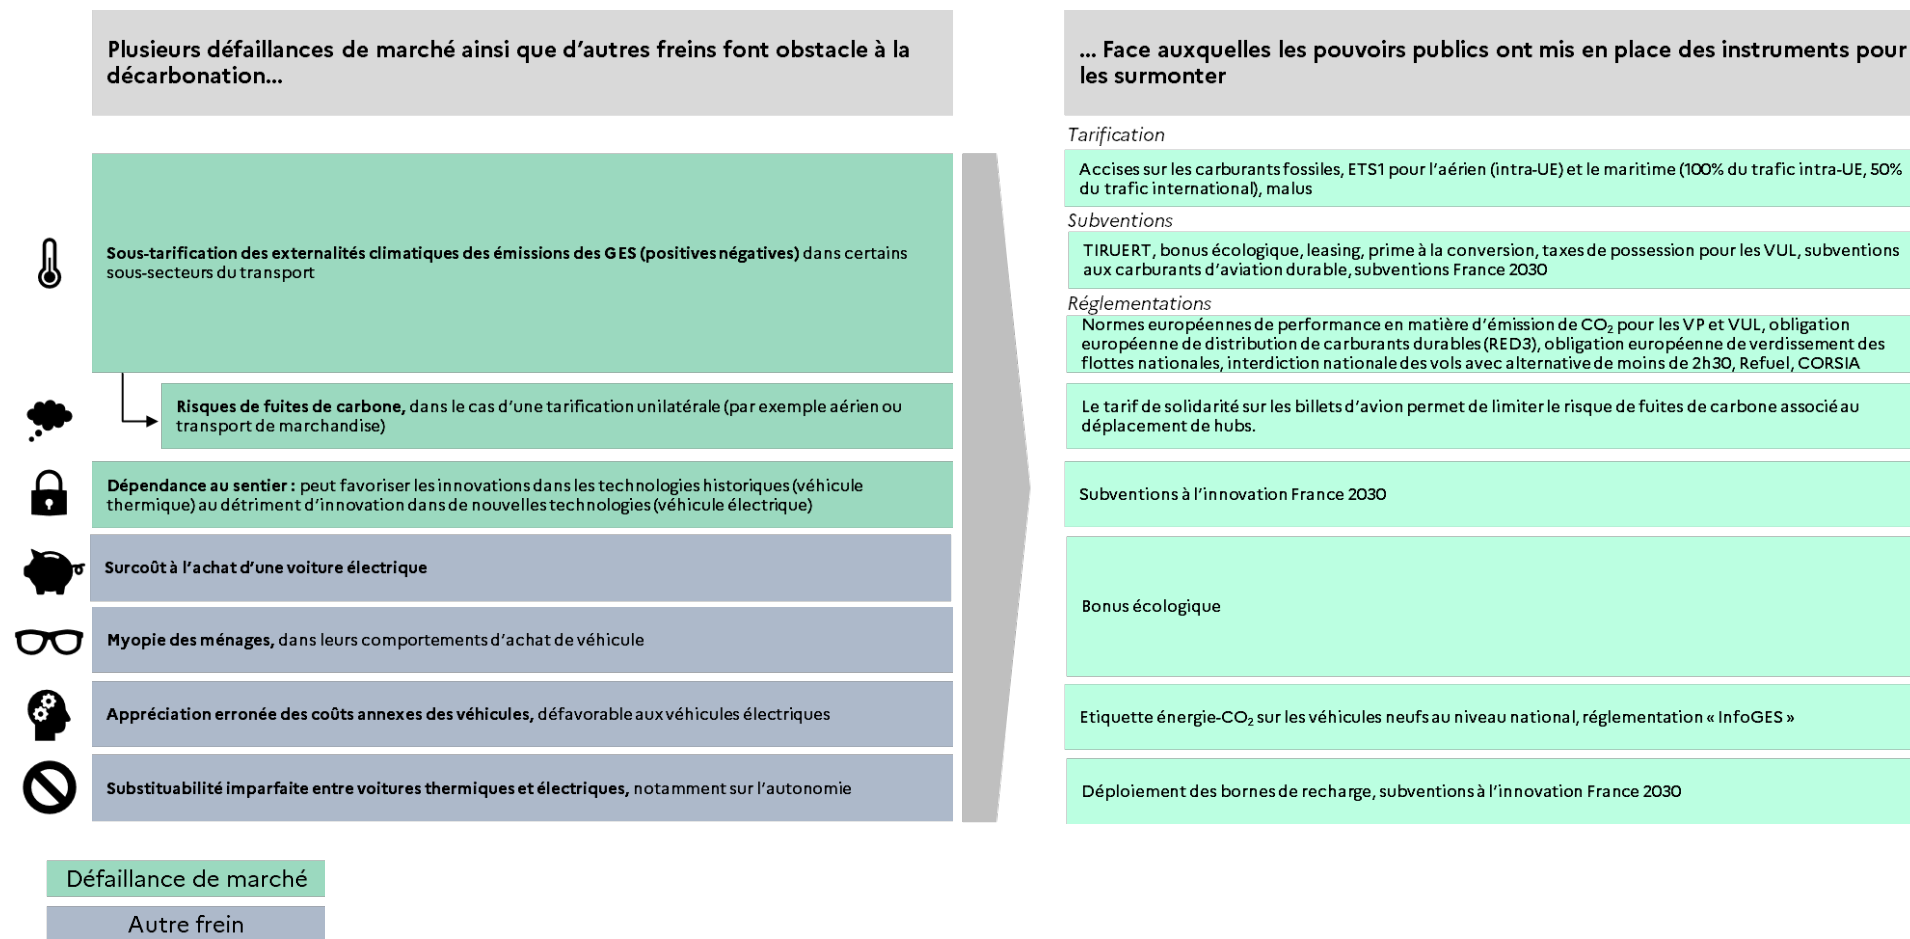 Plusieurs défaillances de marché ainsi que d'autres freins font obstacle à la
décarbonation...
... Face auxquelles les pouvoirs publics ont mis en place des instruments pour
les surmonter
Tarification
Accises sur les carburants fossiles, ETS1 pour l'aérien (intra-UE) et le maritime (100% du trafic intra-UE, 50%
du trafic international), malus
Subventions
Sous-tarification des externalités climatiques des émissions des GES (positives négatives) dans certains
sous-secteurs du transport
TIRUERT, bonus écologique, leasing, prime à la conversion, taxes de possession pour les VUL, subventions
aux carburants d'aviation durable, subventions France 2030
Réglementations
Normes européennes de performance en matière d'émission de CO₂ pour les VP et VUL, obligation
européenne de distribution de carburants durables (RED3), obligation européenne de verdissement des
flottes nationales, interdiction nationale des vols avec alternative de moins de 2h30, Refuel, CORSIA
Risques de fuites de carbone, dans le cas d'une tarification unilatérale (par exemple aérien ou
transport de marchandise)
Le tarif de solidarité sur les billets d'avion permet de limiter le risque de fuites de carbone associé au
déplacement de hubs.
Dépendance au sentier : peut favoriser les innovations dans les technologies historiques (véhicule
thermique) au détriment d'innovation dans de nouvelles technologies (véhicule électrique)
Subventions à l'innovation France 2030
Surcoût à l'achat d'une voiture électrique
Bonus écologique
Myopie des ménages, dans leurs comportements d'achat de véhicule
Appréciation erronée des coûts annexes des véhicules, défavorable aux véhicules électriques
Etiquette énergie-CO₂ sur les véhicules neufs au niveau national, réglementation « InfoGES »
Substituabilité imparfaite entre voitures thermiques et électriques, notamment sur l'autonomie
Déploiement des bornes de recharge, subventions à l'innovation France 2030
Défaillance de marché
Autre frein